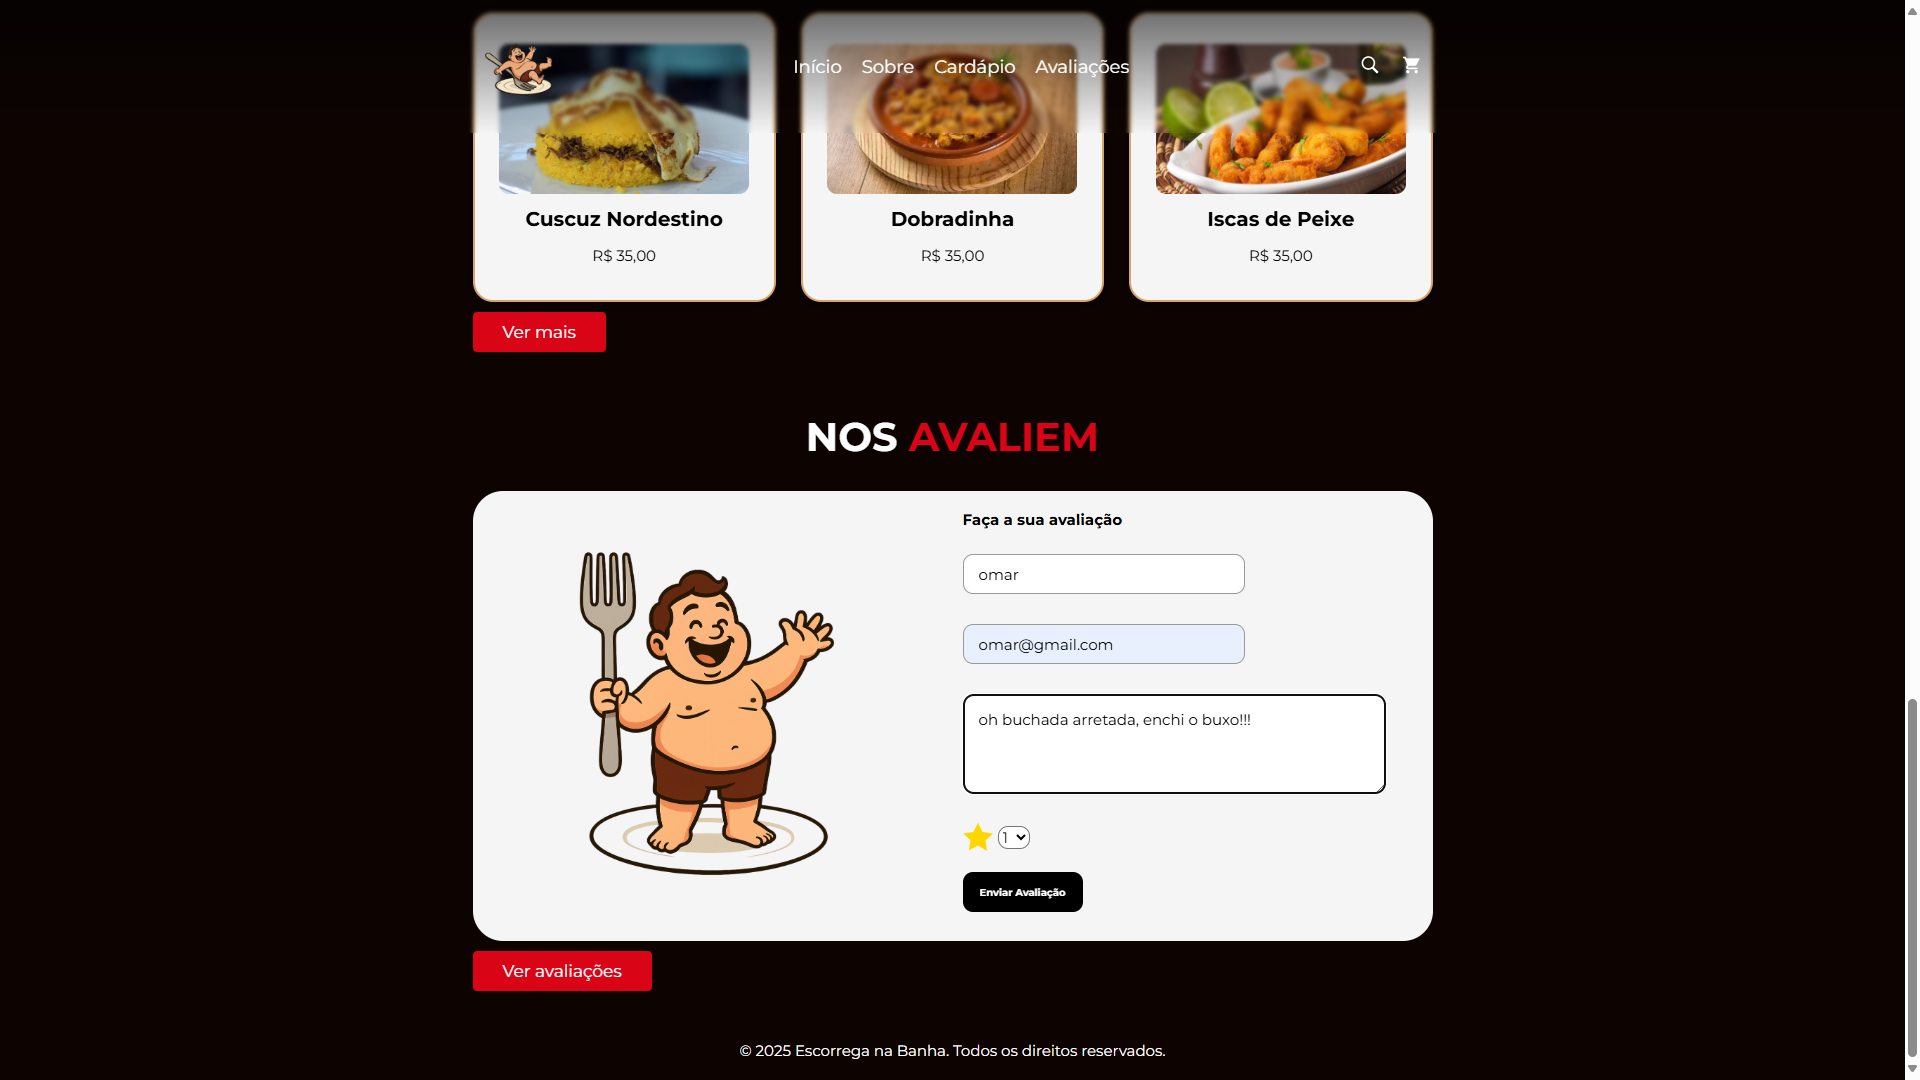 Início Sobre Cardápio Avaliações
Cuscuz Nordestino
R$ 35,00
Dobradinha
R$ 35,00
Iscas de Peixe
R$ 35,00
Ver mais
NOS AVALIEM
Faça a sua avaliação
omar
omar@gmail.com
oh buchada arretada, enchi o buxo!!!
1
Enviar Avaliação
Ver avaliações
© 2025 Escorrega na Banha. Todos os direitos reservados.